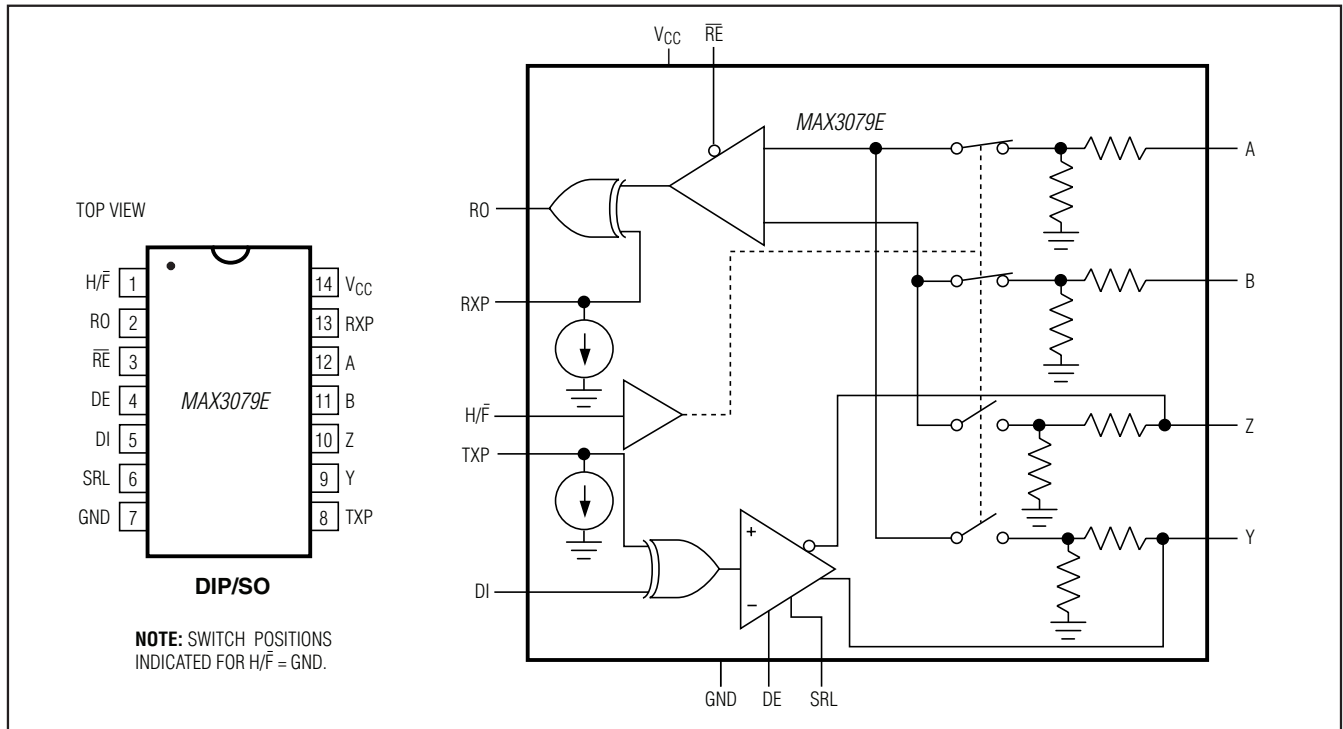 TOP VIEW
H/F̅ 1
RO 2
R̅E̅ 3
DE 4
DI 5
SRL 6
GND 7
MAX3079E
14 VCC
13 RXP
12 A
11 B
10 Z
9 Y
8 TXP
DIP/SO
NOTE: SWITCH POSITIONS
INDICATED FOR H/F̅ = GND.
VCC R̅E̅
MAX3079E
RO
RXP
H/F̅
TXP
DI
+
−
A
B
Z
Y
GND DE SRL